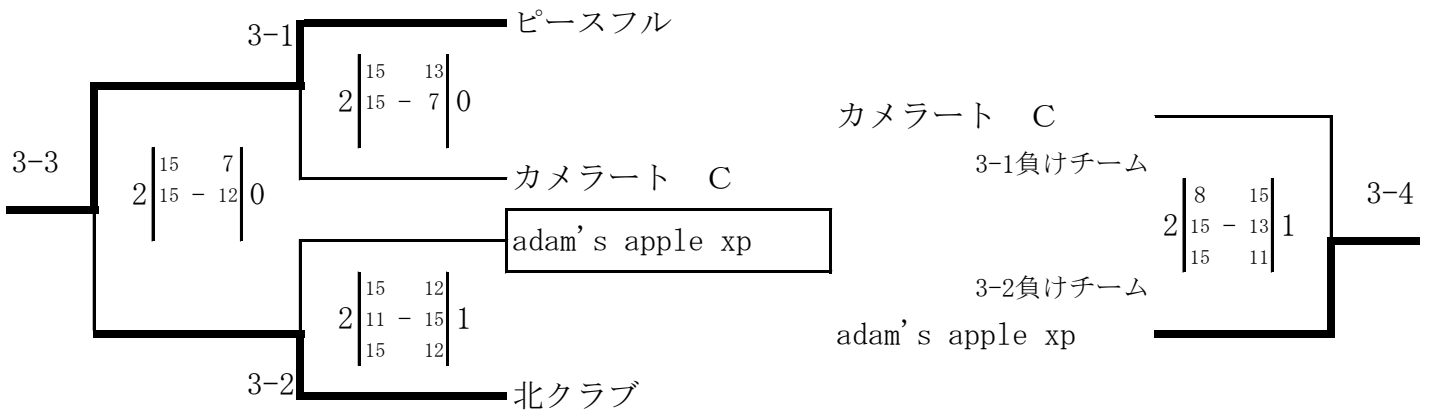 3-1
ピースフル
15 13
2 15 - 7 0
カメラート　C
3-3
15 7
2 15 - 12 0
adam's apple xp
15 12
2 11 - 15 1
15 12
3-2
北クラブ
カメラート　C
3-1負けチーム
3-4
8 15
2 15 - 13 1
15 11
3-2負けチーム
adam's apple xp